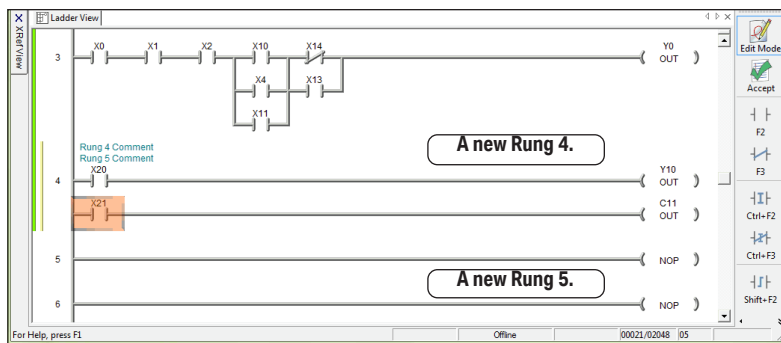 XRef View
Ladder View
3
X0 X1 X2 X10 X14 Y0
OUT
X4 X13
X11
Rung 4 Comment
Rung 5 Comment
A new Rung 4.
4
X20 Y10
OUT
X21 C11
OUT
5
NOP
A new Rung 5.
6
NOP
Edit Mode
Accept
F2
F3
Ctrl+F2
Ctrl+F3
Shift+F2
For Help, press F1
Offline
00021/02048
05